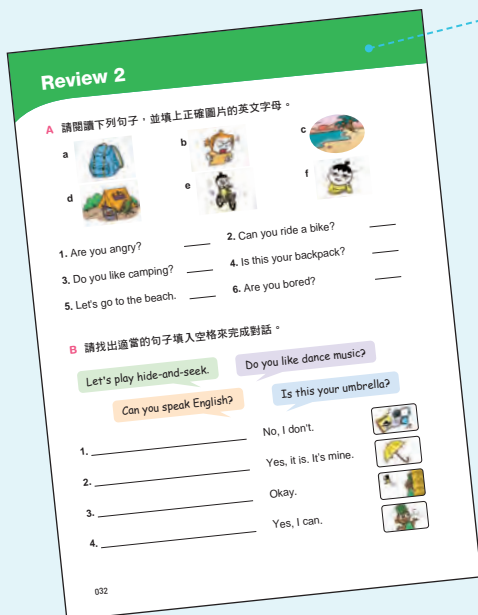 Review 2
A 請閱讀下列句子，並填上正確圖片的英文字母。
a
b
c
d
e
f
1. Are you angry?
2. Can you ride a bike?
3. Do you like camping?
4. Is this your backpack?
5. Let's go to the beach.
6. Are you bored?
B 請找出適當的句子填入空格來完成對話。
Let's play hide-and-seek.
Do you like dance music?
Can you speak English?
Is this your umbrella?
1.
No, I don't.
2.
Yes, it is. It's mine.
3.
Okay.
4.
Yes, I can.
032